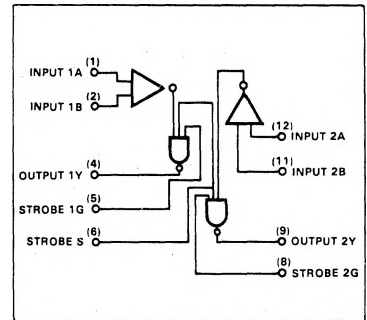 (1)
INPUT 1A
(2)
INPUT 1B
(12)
INPUT 2A
(11)
INPUT 2B
(4)
OUTPUT 1Y
(5)
STROBE 1G
(6)
STROBE S
(9)
OUTPUT 2Y
(8)
STROBE 2G